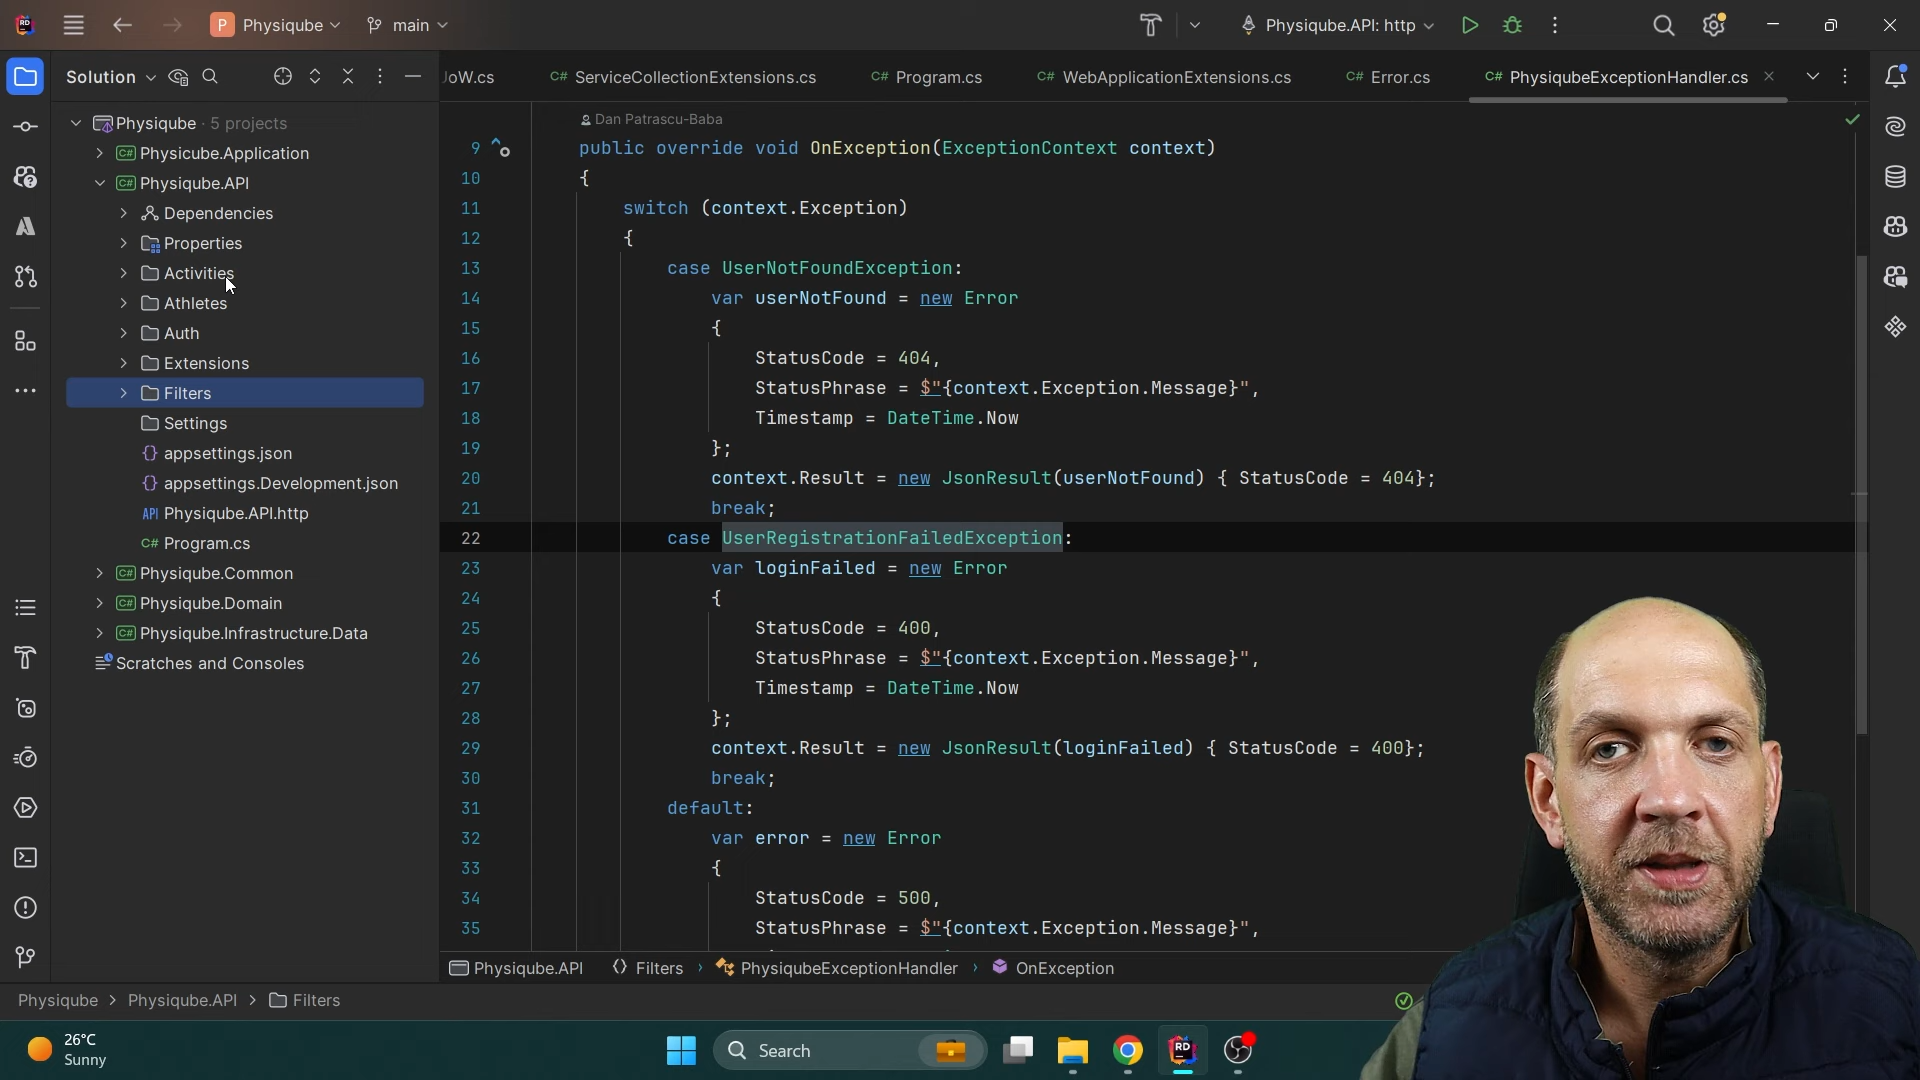 P Physiqube main
Physiqube.API: http
Solution
JoW.cs C# ServiceCollectionExtensions.cs C# Program.cs C# WebApplicationExtensions.cs C# Error.cs C# PhysiqubeExceptionHandler.cs
Physiqube · 5 projects
C# Physicube.Application
C# Physiqube.API
Dependencies
Properties
Activities
Athletes
Auth
Extensions
Filters
Settings
{} appsettings.json
{} appsettings.Development.json
API Physiqube.API.http
C# Program.cs
C# Physiqube.Common
C# Physiqube.Domain
C# Physiqube.Infrastructure.Data
Scratches and Consoles
Dan Patrascu-Baba
9 public override void OnException(ExceptionContext context)
10 {
11 switch (context.Exception)
12 {
13 case UserNotFoundException:
14 var userNotFound = new Error
15 {
16 StatusCode = 404,
17 StatusPhrase = $"{context.Exception.Message}",
18 Timestamp = DateTime.Now
19 };
20 context.Result = new JsonResult(userNotFound) { StatusCode = 404};
21 break;
22 case UserRegistrationFailedException:
23 var loginFailed = new Error
24 {
25 StatusCode = 400,
26 StatusPhrase = $"{context.Exception.Message}",
27 Timestamp = DateTime.Now
28 };
29 context.Result = new JsonResult(loginFailed) { StatusCode = 400};
30 break;
31 default:
32 var error = new Error
33 {
34 StatusCode = 500,
35 StatusPhrase = $"{context.Exception.Message}",
Physiqube.API {} Filters > PhysiqubeExceptionHandler > OnException
Physiqube > Physiqube.API > Filters
26°C
Sunny
Search
RD